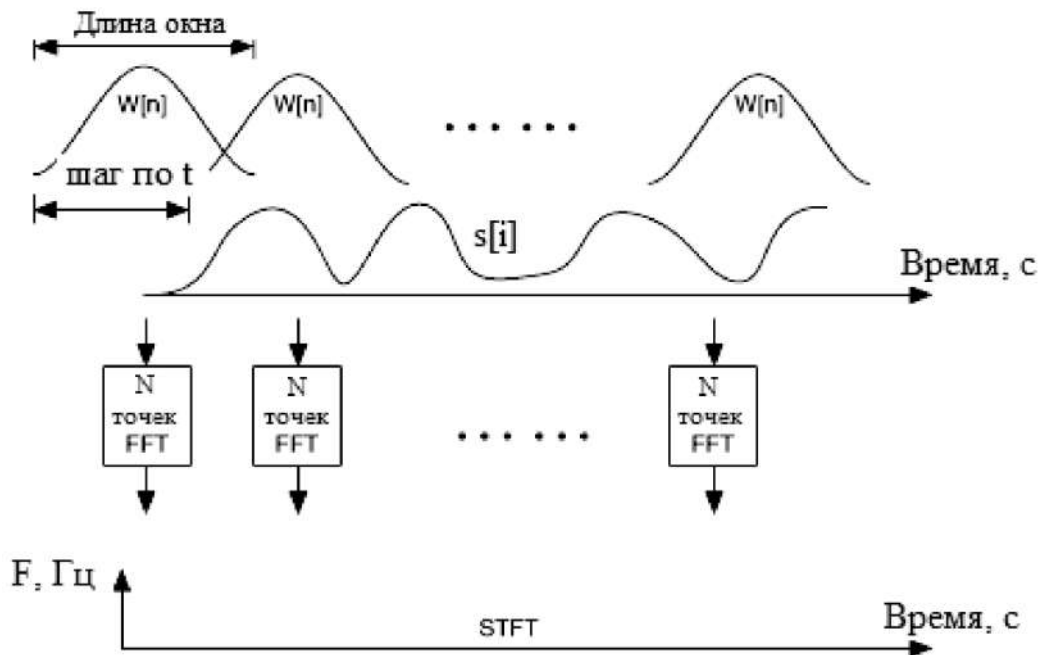 Длина окна
W[n]
W[n]
W[n]
шаг по t
s[i]
Время, с
N
точек
FFT
N
точек
FFT
N
точек
FFT
F, Гц
STFT
Время, с